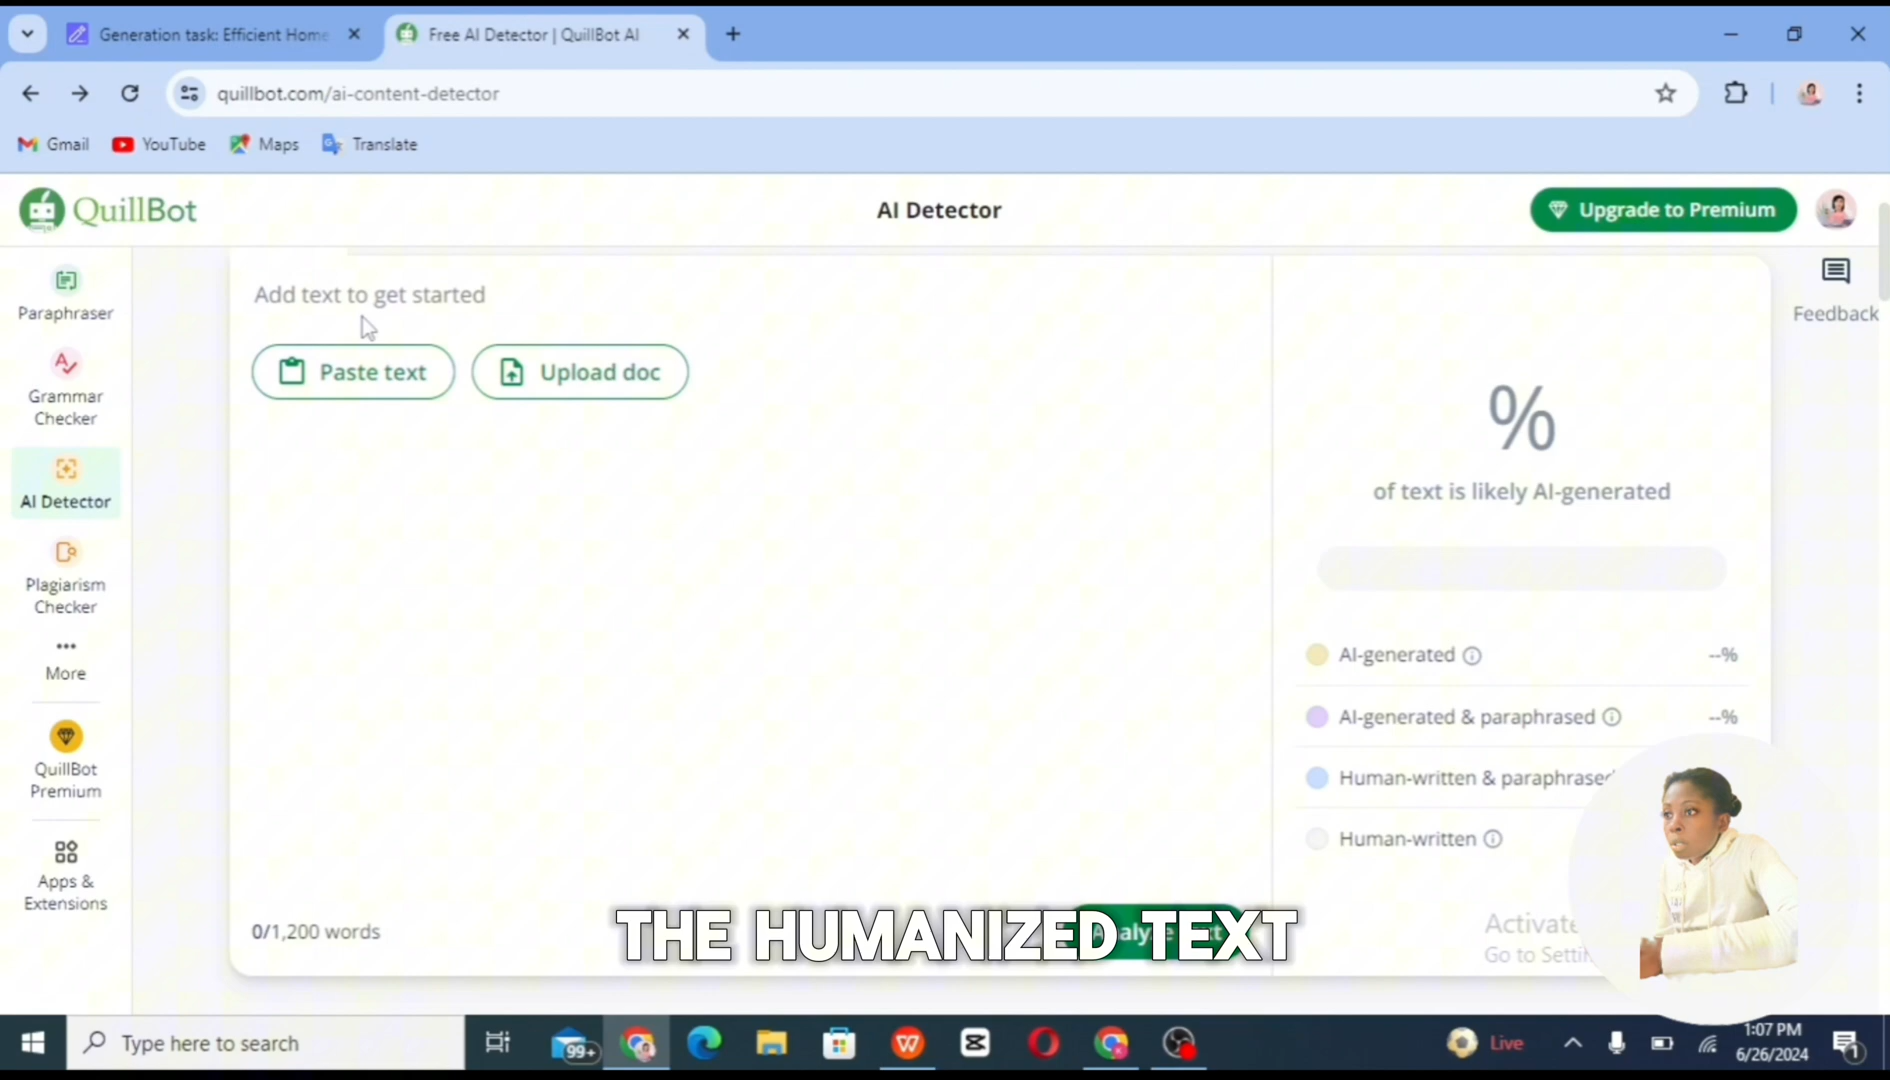 Generation task: Efficient Home
Free AI Detector | QuillBot AI
quillbot.com/ai-content-detector
Gmail
YouTube
Maps
Translate
QuillBot
AI Detector
Upgrade to Premium
Paraphraser
Grammar
Checker
AI Detector
Plagiarism
Checker
More
QuillBot
Premium
Apps &
Extensions
Add text to get started
Paste text
Upload doc
0/1,200 words
%
of text is likely AI-generated
AI-generated
--%
AI-generated & paraphrased
--%
Human-written & paraphrased
Human-written
Feedback
THE HUMANIZED TEXT
Type here to search
99+
Live
1:07 PM
6/26/2024
1